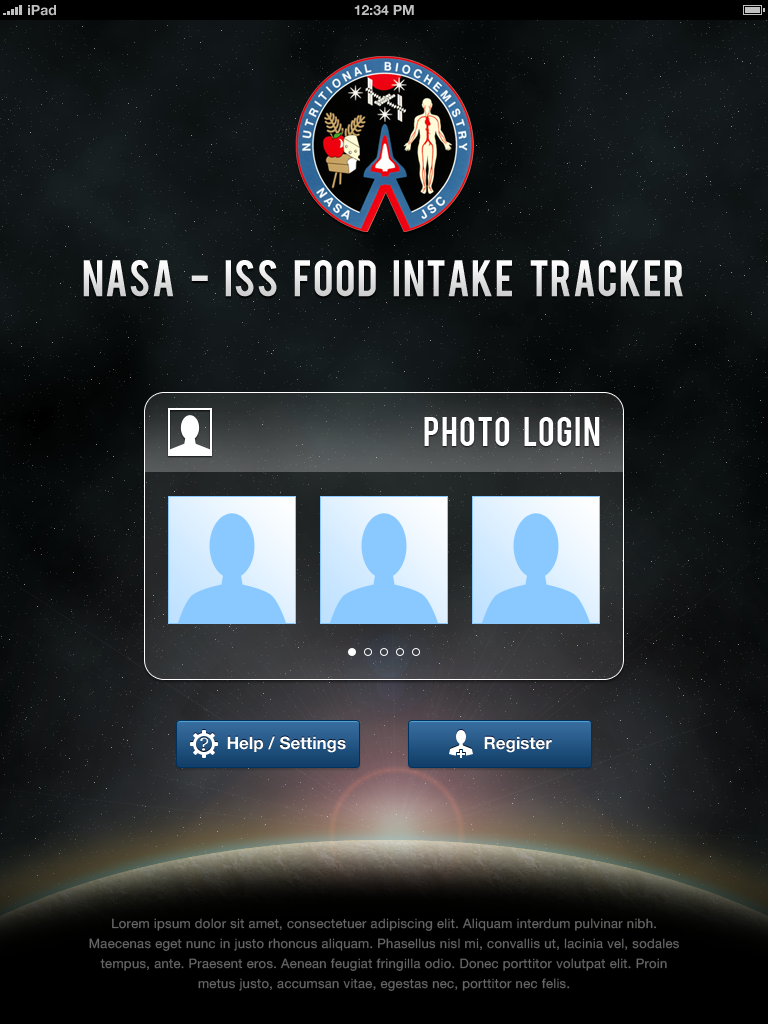 iPad 12:34 PM
NUTRITIONAL BIOCHEMISTRY
NASA JSC
NASA - ISS FOOD INTAKE TRACKER
PHOTO LOGIN
Help / Settings
Register
Lorem ipsum dolor sit amet, consectetuer adipiscing elit. Aliquam interdum pulvinar nibh.
Maecenas eget nunc in justo rhoncus aliquam. Phasellus nisl mi, convallis ut, lacinia vel, sodales
tempus, ante. Praesent eros. Aenean feugiat fringilla odio. Donec porttitor volutpat elit. Proin
metus justo, accumsan vitae, egestas nec, porttitor nec felis.